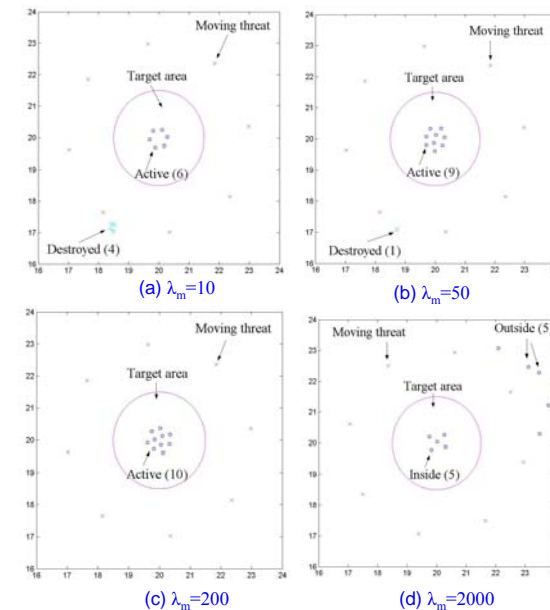 24
23
22
21
20
19
18
17
16
16 17 18 19 20 21 22 23 24
Moving threat
Target area
Active (6)
Destroyed (4)
(a) λm=10
24
23
22
21
20
19
18
17
16
16 17 18 19 20 21 22 23 24
Moving threat
Target area
Active (9)
Destroyed (1)
(b) λm=50
24
23
22
21
20
19
18
17
16
16 17 18 19 20 21 22 23 24
Moving threat
Target area
Active (10)
(c) λm=200
24
23
22
21
20
19
18
17
16
16 17 18 19 20 21 22 23
Moving threat
Outside (5
Target area
Inside (5)
(d) λm=2000